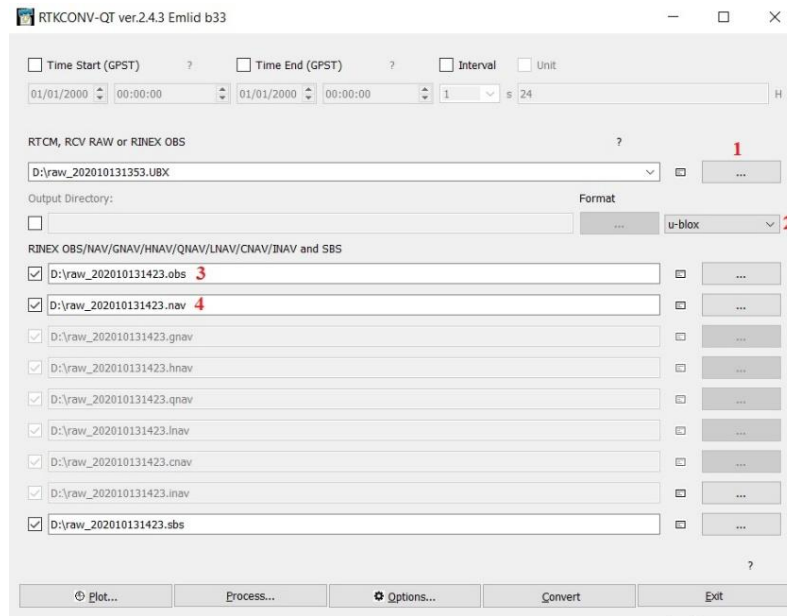 RTKCONV-QT ver.2.4.3 Emlid b33
Time Start (GPST) ? Time End (GPST) ? Interval Unit
01/01/2000 00:00:00 01/01/2000 00:00:00 1 s 24 H
RTCM, RCV RAW or RINEX OBS ? 1
D:\raw_202010131353.UBX ...
Output Directory: Format
... u-blox 2
RINEX OBS/NAV/GNAV/HNAV/QNAV/LNAV/CNAV/INAV and SBS
D:\raw_202010131423.obs 3 ...
D:\raw_202010131423.nav 4 ...
D:\raw_202010131423.gnav ...
D:\raw_202010131423.hnav ...
D:\raw_202010131423.qnav ...
D:\raw_202010131423.lnav ...
D:\raw_202010131423.cnav ...
D:\raw_202010131423.inav ...
D:\raw_202010131423.sbs ...
?
Plot... Process... Options... Convert Exit